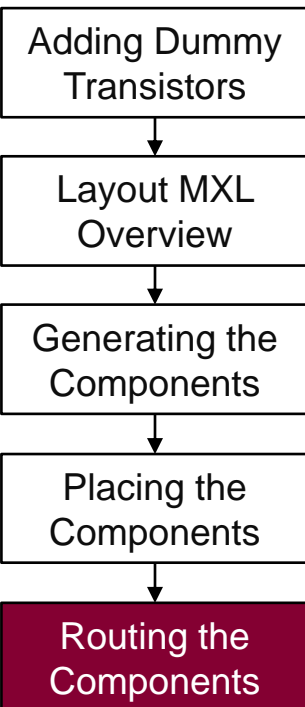 Adding Dummy
Transistors
Layout MXL
Overview
Generating the
Components
Placing the
Components
Routing the
Components